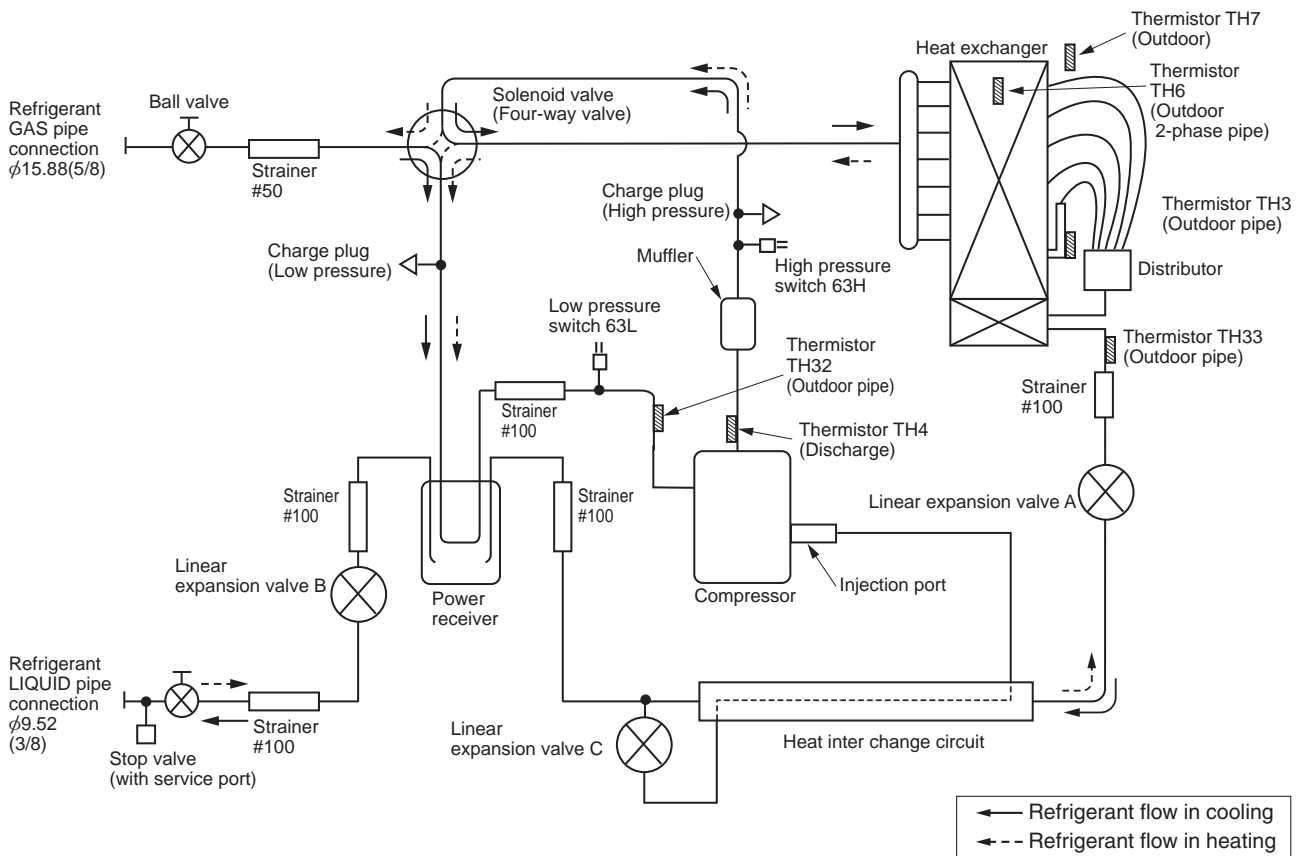 Thermistor TH7
(Outdoor)
Heat exchanger
Thermistor
TH6
(Outdoor
2-phase pipe)
Refrigerant
GAS pipe
connection
ϕ15.88(5/8)
Ball valve
Solenoid valve
(Four-way valve)
Strainer
#50
Charge plug
(High pressure)
Thermistor TH3
(Outdoor pipe)
Charge plug
(Low pressure)
Muffler
High pressure
switch 63H
Distributor
Low pressure
switch 63L
Thermistor
TH32
(Outdoor pipe)
Thermistor TH33
(Outdoor pipe)
Strainer
#100
Strainer
#100
Thermistor TH4
(Discharge)
Strainer
#100
Strainer
#100
Linear expansion valve A
Linear
expansion valve B
Power
receiver
Compressor
Injection port
Refrigerant
LIQUID pipe
connection
ϕ9.52
(3/8)
Strainer
#100
Stop valve
(with service port)
Linear
expansion valve C
Heat inter change circuit
Refrigerant flow in cooling
Refrigerant flow in heating